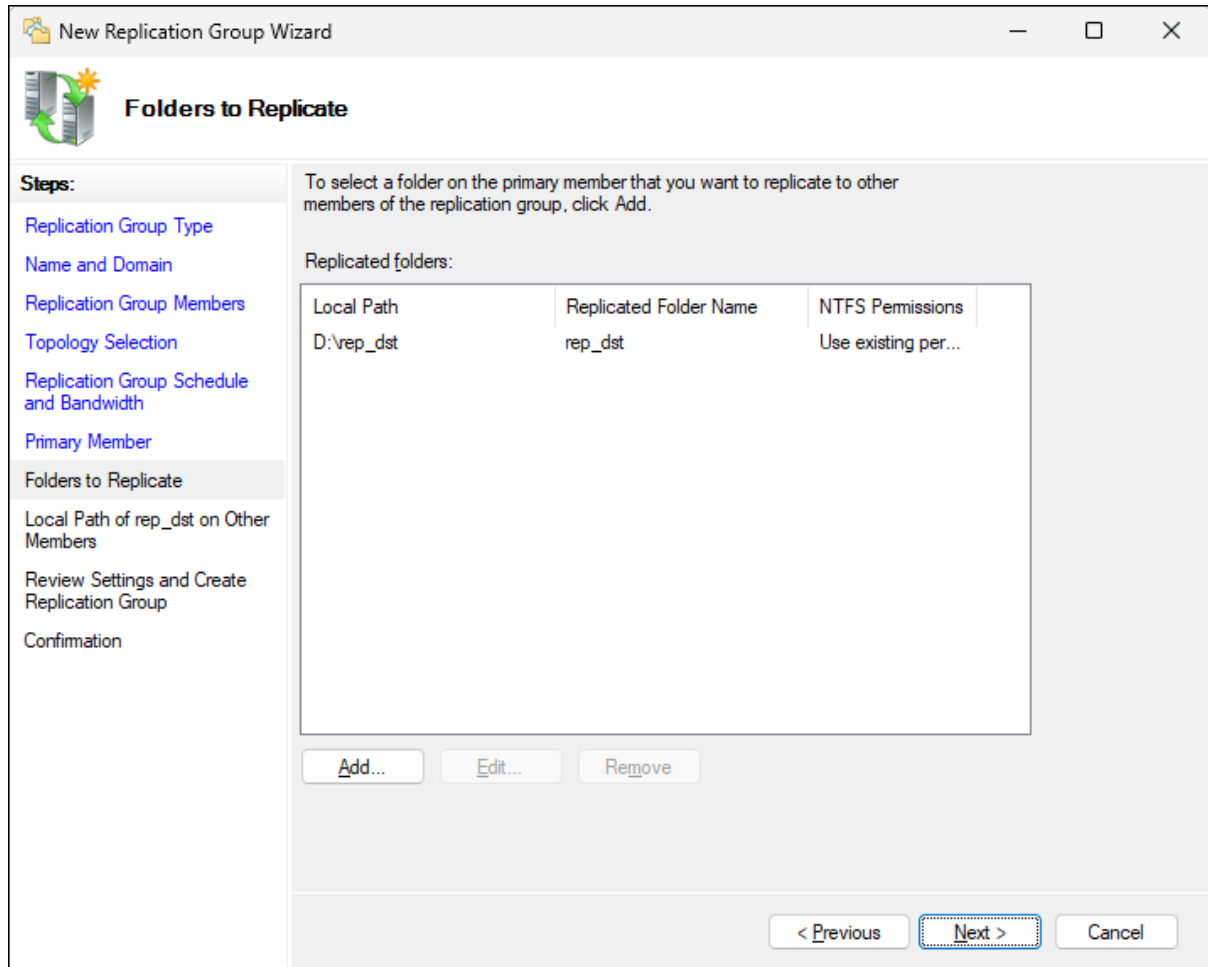 New Replication Group Wizard
Folders to Replicate
Steps:
Replication Group Type
Name and Domain
Replication Group Members
Topology Selection
Replication Group Schedule
and Bandwidth
Primary Member
Folders to Replicate
Local Path of rep_dst on Other
Members
Review Settings and Create
Replication Group
Confirmation
To select a folder on the primary member that you want to replicate to other
members of the replication group, click Add.
Replicated folders:
Local Path Replicated Folder Name NTFS Permissions
D:\rep_dst rep_dst Use existing per...
Add... Edit... Remove
< Previous Next > Cancel